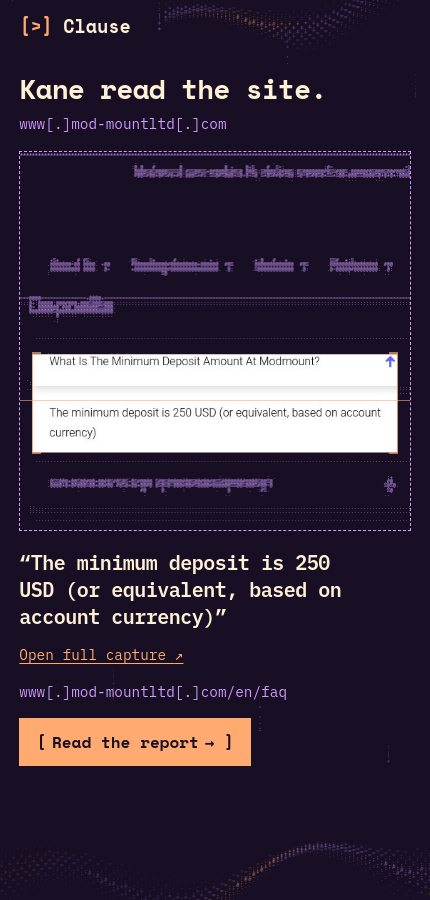 [>] Clause
Kane read the site.
www[.]mod-mountltd[.]com
What Is The Minimum Deposit Amount At Modmount?
The minimum deposit is 250 USD (or equivalent, based on account
currency)
“The minimum deposit is 250
USD (or equivalent, based on
account currency)”
Open full capture ↗
www[.]mod-mountltd[.]com/en/faq
[ Read the report → ]